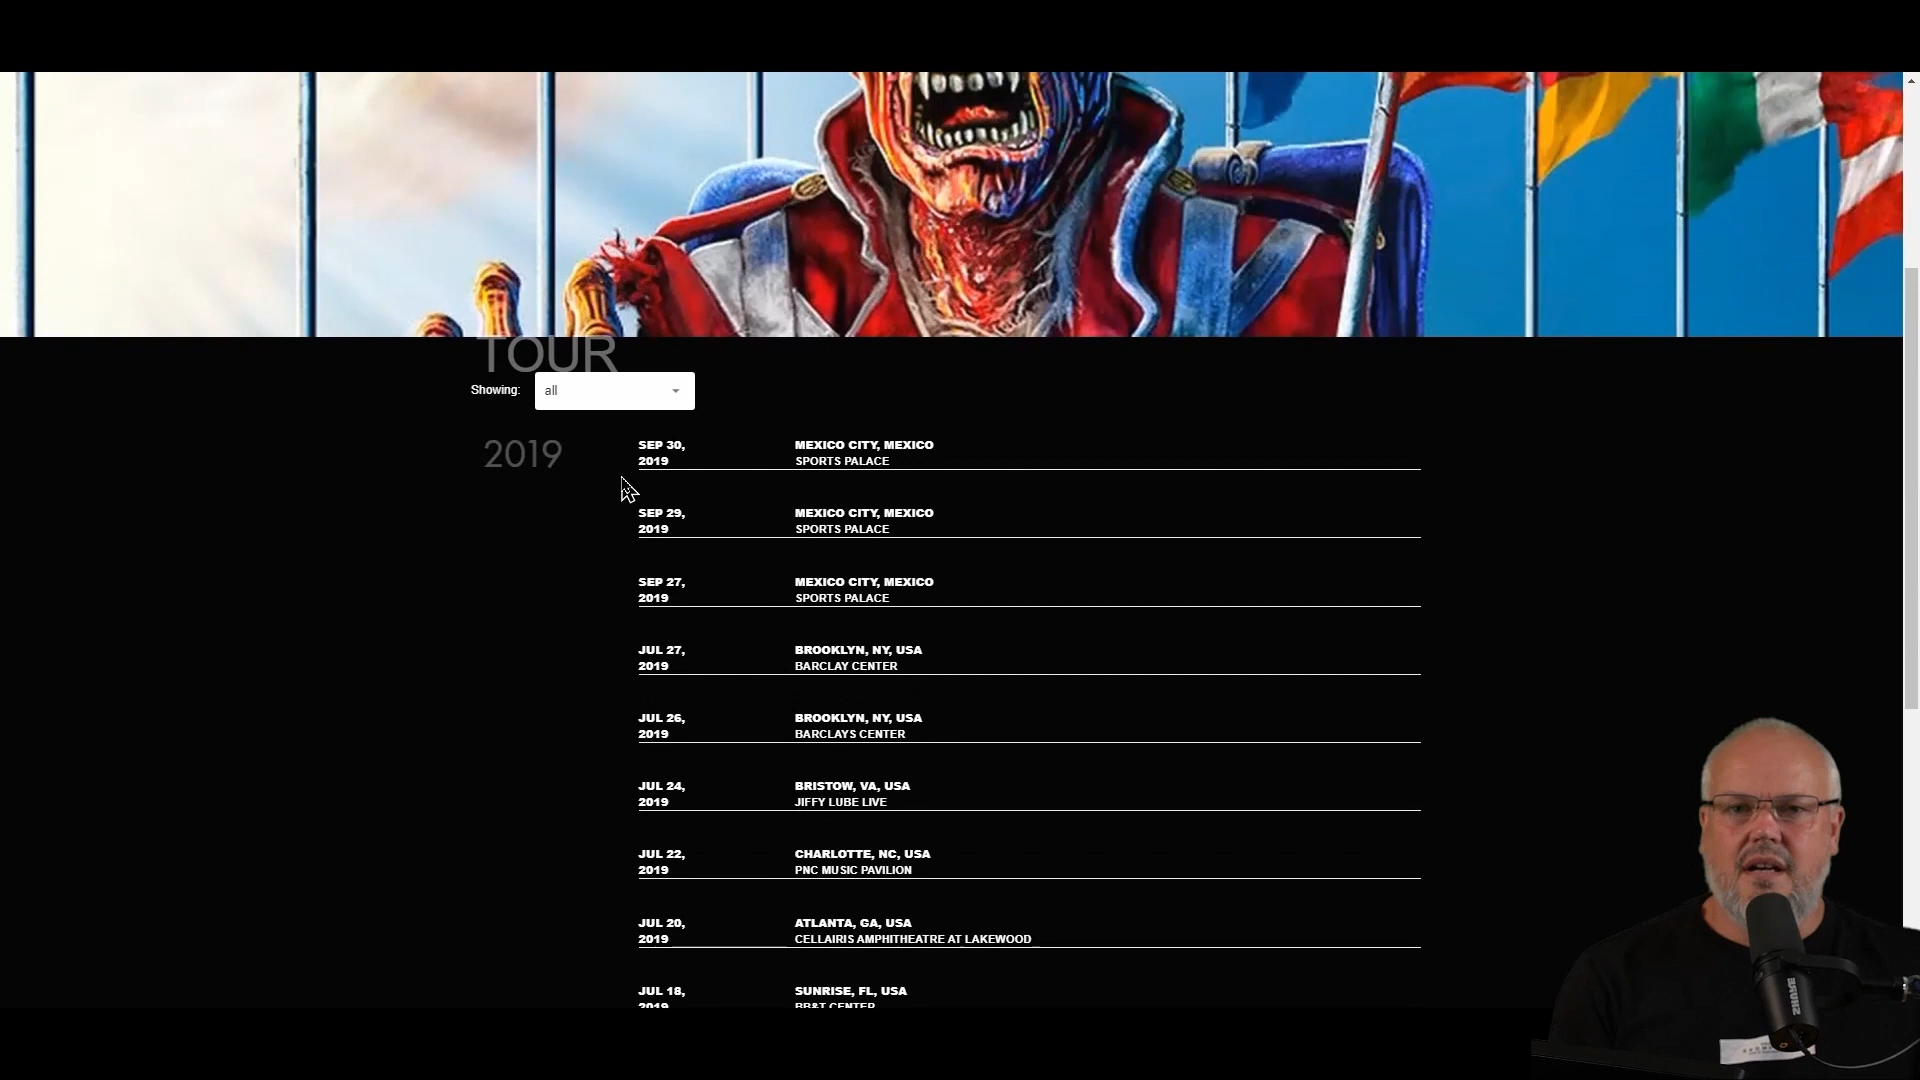 TOUR
Showing:
all
2019
SEP 30,
2019
MEXICO CITY, MEXICO
SPORTS PALACE
SEP 29,
2019
MEXICO CITY, MEXICO
SPORTS PALACE
SEP 27,
2019
MEXICO CITY, MEXICO
SPORTS PALACE
JUL 27,
2019
BROOKLYN, NY, USA
BARCLAY CENTER
JUL 26,
2019
BROOKLYN, NY, USA
BARCLAYS CENTER
JUL 24,
2019
BRISTOW, VA, USA
JIFFY LUBE LIVE
JUL 22,
2019
CHARLOTTE, NC, USA
PNC MUSIC PAVILION
JUL 20,
2019
ATLANTA, GA, USA
CELLAIRIS AMPHITHEATRE AT LAKEWOOD
JUL 18,
2019
SUNRISE, FL, USA
BB&T CENTER
SHURE